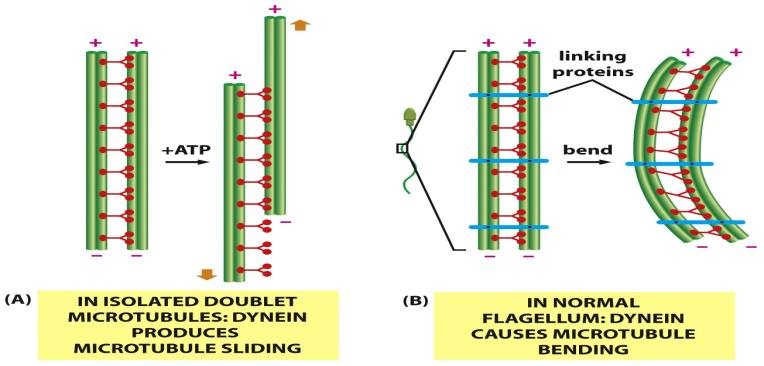 + +
+ATP
− −
+
+
−
(A)
IN ISOLATED DOUBLET
MICROTUBULES: DYNEIN
PRODUCES
MICROTUBULE SLIDING
+ +
− −
linking
proteins
bend
+ +
− −
(B)
IN NORMAL
FLAGELLUM: DYNEIN
CAUSES MICROTUBULE
BENDING